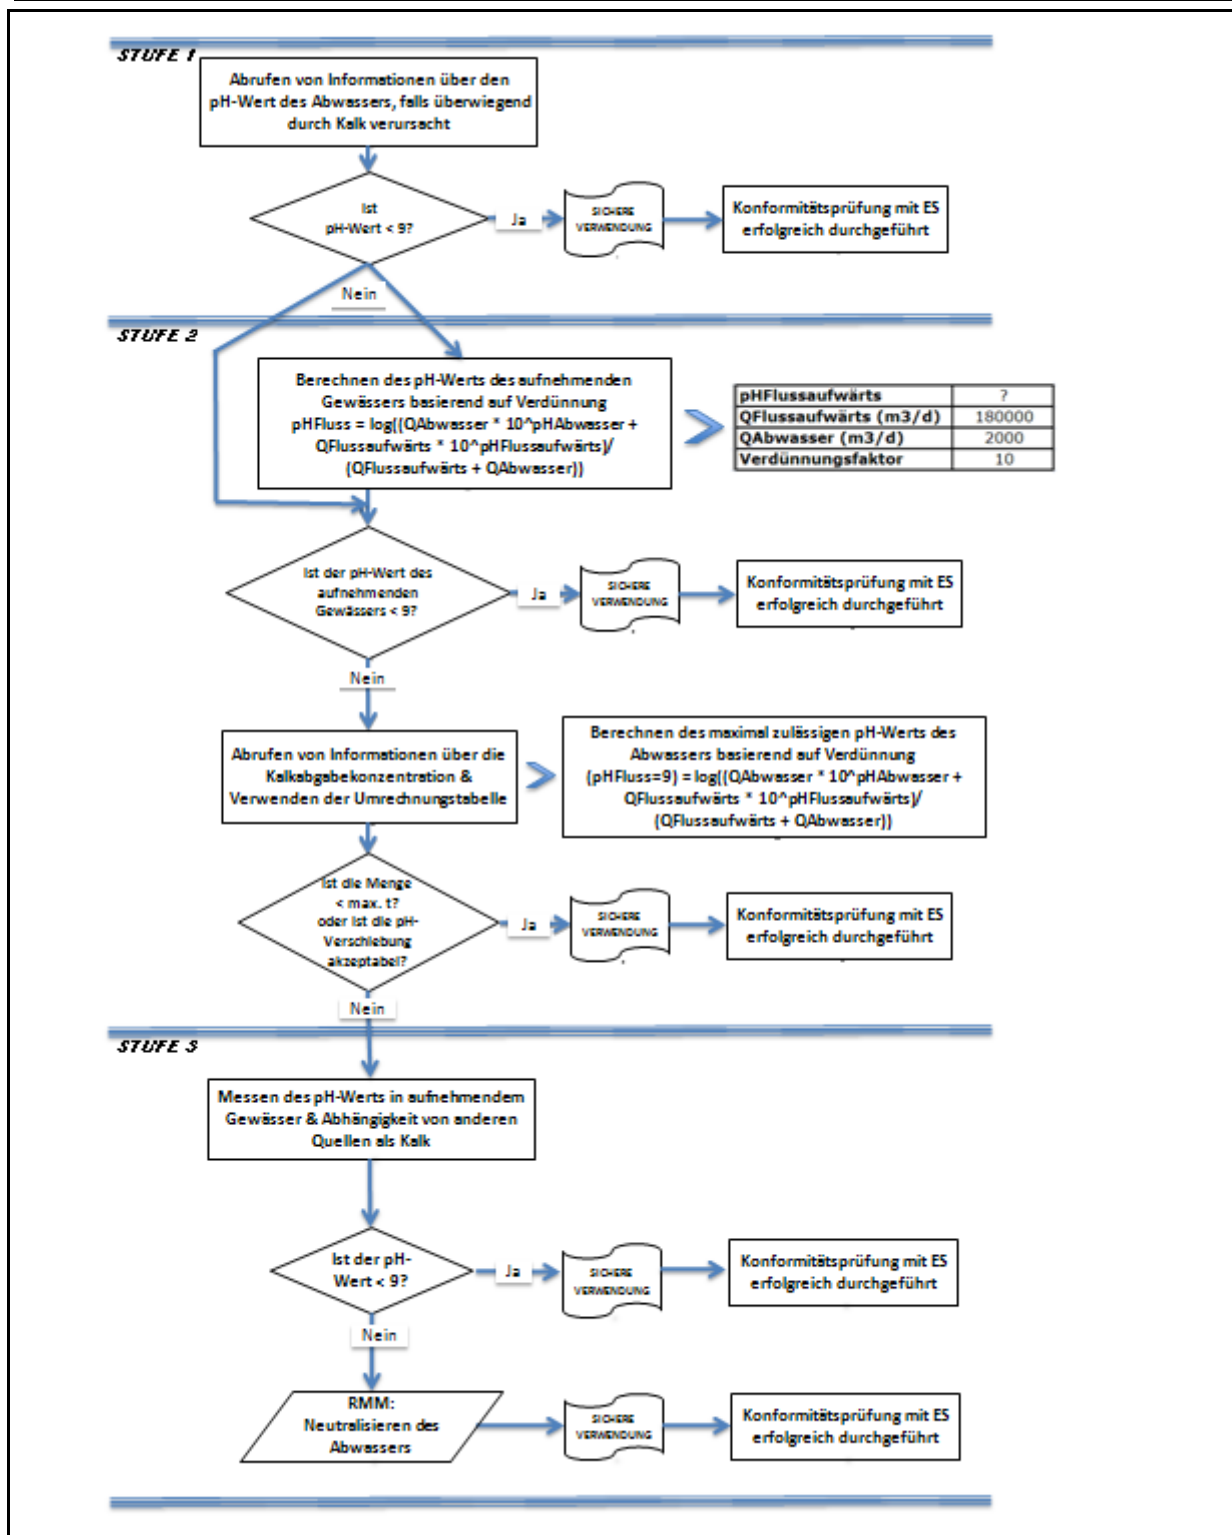 STUFE 1
Abrufen von Informationen über den
pH-Wert des Abwassers, falls überwiegend
durch Kalk verursacht
Ist
pH-Wert < 9?
Ja
SICHERE
VERWENDUNG
Konformitätsprüfung mit ES
erfolgreich durchgeführt
Nein
STUFE 2
Berechnen des pH-Werts des aufnehmenden
Gewässers basierend auf Verdünnung
pHFluss = log((QAbwasser * 10^pHAbwasser +
QFlussaufwärts * 10^pHFlussaufwärts)/
(QFlussaufwärts + QAbwasser))
pHFlussaufwärts ?
QFlussaufwärts (m3/d) 180000
QAbwasser (m3/d) 2000
Verdünnungsfaktor 10
Ist der pH-Wert des
aufnehmenden
Gewässers < 9?
Ja
SICHERE
VERWENDUNG
Konformitätsprüfung mit ES
erfolgreich durchgeführt
Nein
Abrufen von Informationen über die
Kalkabgabekonzentration &
Verwenden der Umrechnungstabelle
Berechnen des maximal zulässigen pH-Werts des
Abwassers basierend auf Verdünnung
(pHFluss=9) = log((QAbwasser * 10^pHAbwasser +
QFlussaufwärts * 10^pHFlussaufwärts)/
(QFlussaufwärts + QAbwasser))
Ist die Menge
< max. t?
oder ist die pH-
Verschiebung
akzeptabel?
Ja
SICHERE
VERWENDUNG
Konformitätsprüfung mit ES
erfolgreich durchgeführt
Nein
STUFE 3
Messen des pH-Werts in aufnehmendem
Gewässer & Abhängigkeit von anderen
Quellen als Kalk
Ist der pH-
Wert < 9?
Ja
SICHERE
VERWENDUNG
Konformitätsprüfung mit ES
erfolgreich durchgeführt
Nein
RMM:
Neutralisieren des
Abwassers
SICHERE
VERWENDUNG
Konformitätsprüfung mit ES
erfolgreich durchgeführt